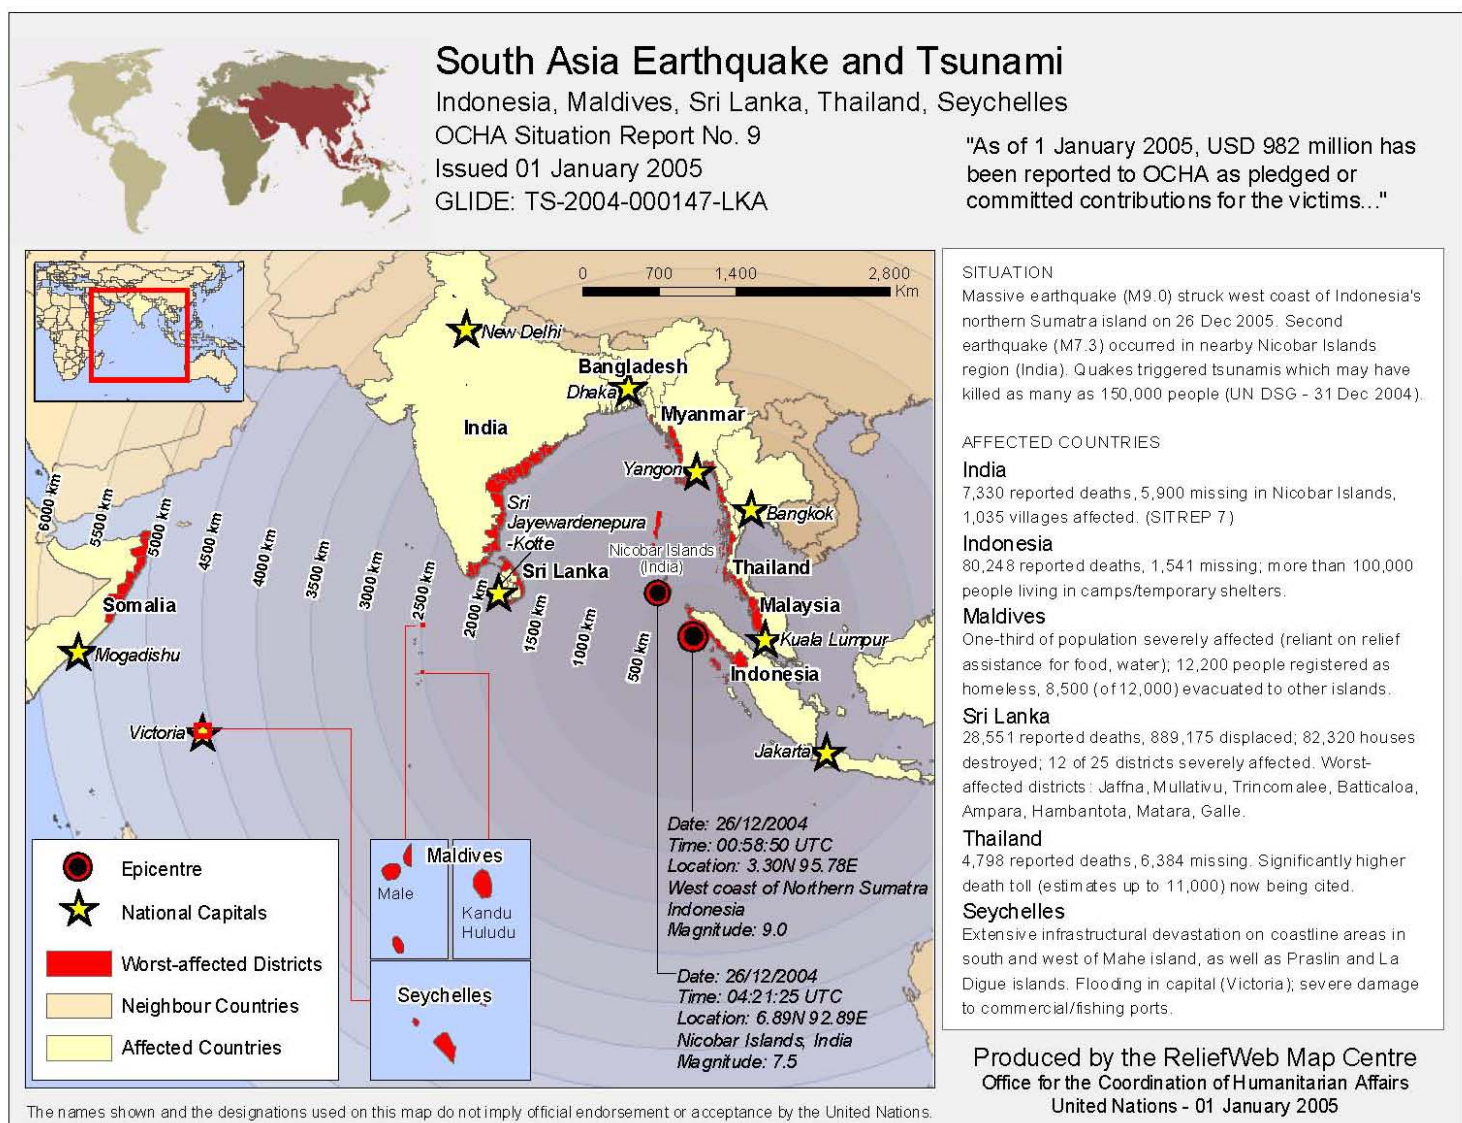 South Asia Earthquake and Tsunami
Indonesia, Maldives, Sri Lanka, Thailand, Seychelles
OCHA Situation Report No. 9
Issued 01 January 2005
GLIDE: TS-2004-000147-LKA
"As of 1 January 2005, USD 982 million has
been reported to OCHA as pledged or
committed contributions for the victims..."
0 700 1,400 2,800
Km
New Delhi
Bangladesh
Dhaka
Myanmar
India
Yangon
Sri
Jayewardenepura
-Kotte
Bangkok
Nicobar Islands
(India)
Sri Lanka
Thailand
Malaysia
Kuala Lumpur
Indonesia
Somalia
Mogadishu
Victoria
Jakarta
6000 km
5500 km
5000 km
4500 km
4000 km
3500 km
3000 km
2500 km
2000 km
1500 km
1000 km
500 km
Date: 26/12/2004
Time: 00:58:50 UTC
Location: 3.30N 95.78E
West coast of Northern Sumatra
Indonesia
Magnitude: 9.0
Date: 26/12/2004
Time: 04:21:25 UTC
Location: 6.89N 92.89E
Nicobar Islands, India
Magnitude: 7.5
Epicentre
National Capitals
Worst-affected Districts
Neighbour Countries
Affected Countries
Maldives
Male
Kandu
Huludu
Seychelles
SITUATION
Massive earthquake (M9.0) struck west coast of Indonesia's
northern Sumatra island on 26 Dec 2005. Second
earthquake (M7.3) occurred in nearby Nicobar Islands
region (India). Quakes triggered tsunamis which may have
killed as many as 150,000 people (UN DSG - 31 Dec 2004).
AFFECTED COUNTRIES
India
7,330 reported deaths, 5,900 missing in Nicobar Islands,
1,035 villages affected. (SITREP 7)
Indonesia
80,248 reported deaths, 1,541 missing; more than 100,000
people living in camps/temporary shelters.
Maldives
One-third of population severely affected (reliant on relief
assistance for food, water); 12,200 people registered as
homeless, 8,500 (of 12,000) evacuated to other islands.
Sri Lanka
28,551 reported deaths, 889,175 displaced; 82,320 houses
destroyed; 12 of 25 districts severely affected. Worst-
affected districts: Jaffna, Mullativu, Trincomalee, Batticaloa,
Ampara, Hambantota, Matara, Galle.
Thailand
4,798 reported deaths, 6,384 missing. Significantly higher
death toll (estimates up to 11,000) now being cited.
Seychelles
Extensive infrastructural devastation on coastline areas in
south and west of Mahe island, as well as Praslin and La
Digue islands. Flooding in capital (Victoria); severe damage
to commercial/fishing ports.
Produced by the ReliefWeb Map Centre
Office for the Coordination of Humanitarian Affairs
United Nations - 01 January 2005
The names shown and the designations used on this map do not imply official endorsement or acceptance by the United Nations.